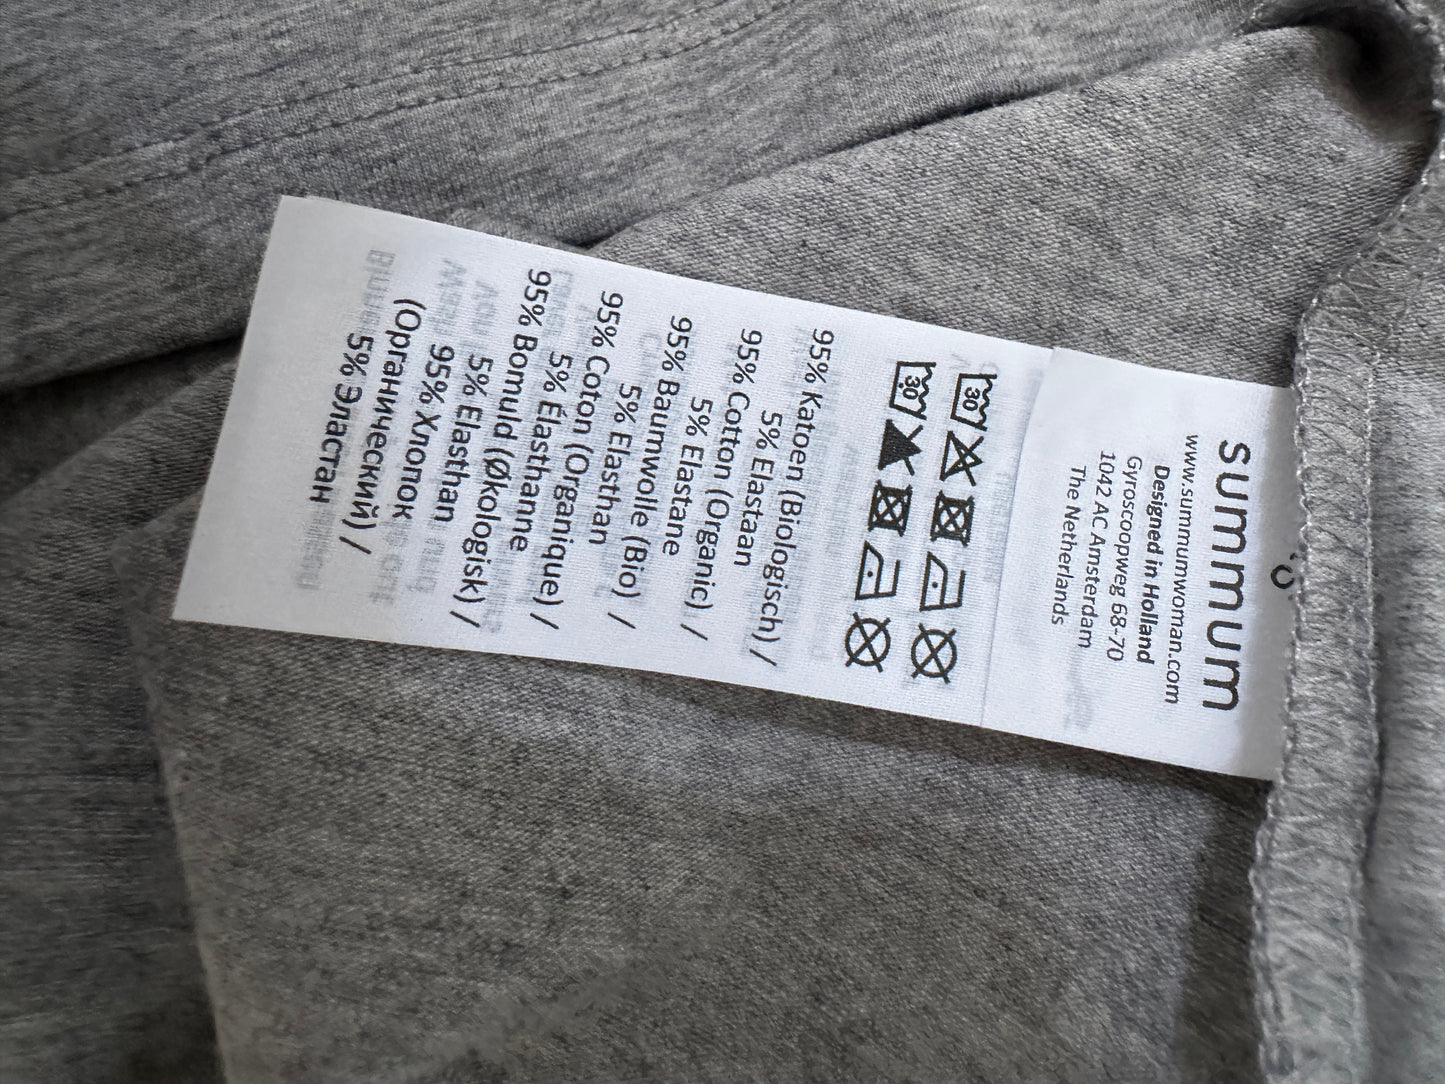 summum
www.summumwoman.com
Designed in Holland
Gyroscoopweg 68-70
1042 AC Amsterdam
The Netherlands
30
30
95% Katoen (Biologisch) /
5% Elastaan
95% Cotton (Organic) /
5% Elastane
95% Baumwolle (Bio) /
5% Elasthan
95% Coton (Organique) /
5% Élasthanne
95% Bomuld (Økologisk) /
5% Elasthan
95% Хлопок
(Органический) /
5% Эластан